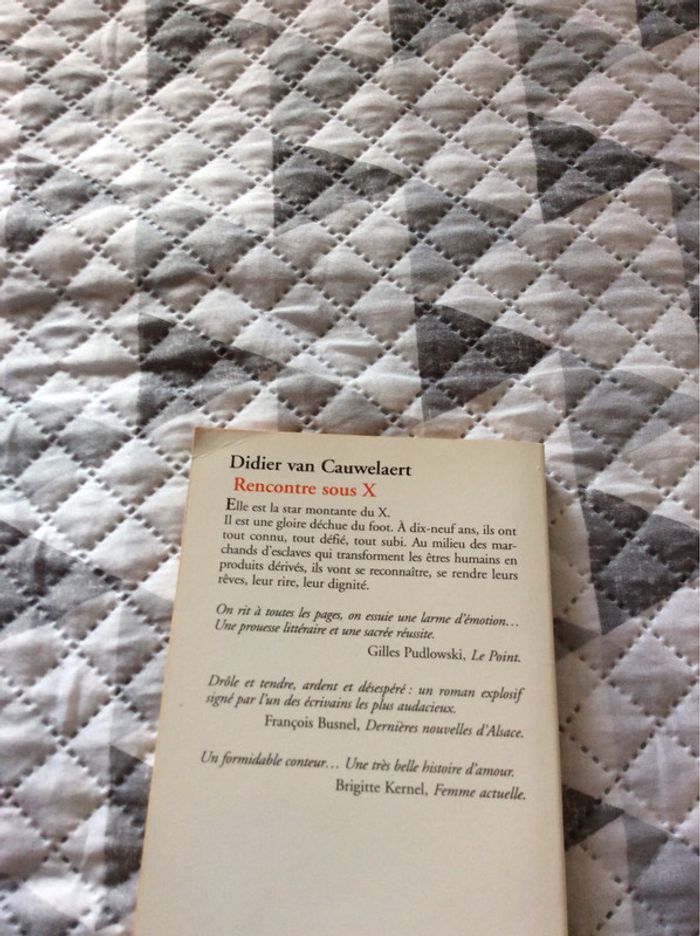 Didier van Cauwelaert
Rencontre sous X
Elle est la star montante du X.
Il est une gloire déchue du foot. À dix-neuf ans, ils ont
tout connu, tout défié, tout subi. Au milieu des mar-
chands d'esclaves qui transforment les êtres humains en
produits dérivés, ils vont se reconnaître, se rendre leurs
rêves, leur rire, leur dignité.
On rit à toutes les pages, on essuie une larme d'émotion...
Une prouesse littéraire et une sacrée réussite.
Gilles Pudlowski, Le Point.
Drôle et tendre, ardent et désespéré : un roman explosif
signé par l'un des écrivains les plus audacieux.
François Busnel, Dernières nouvelles d'Alsace.
Un formidable conteur... Une très belle histoire d'amour.
Brigitte Kernel, Femme actuelle.